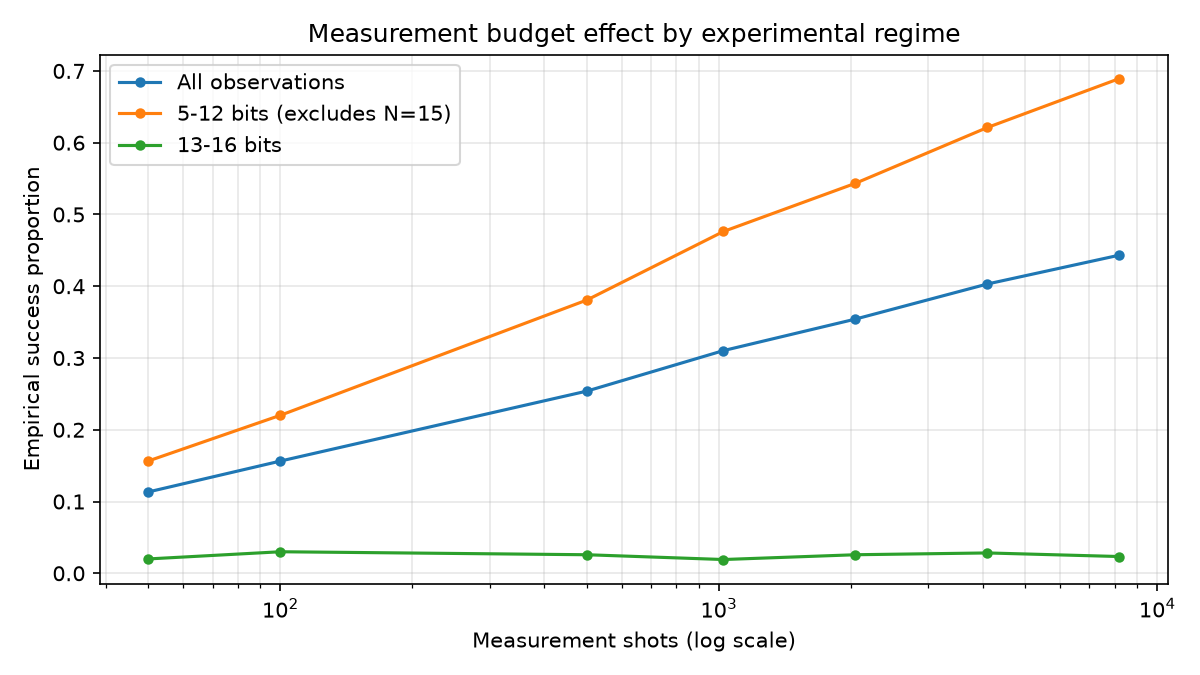 Measurement budget effect by experimental regime
All observations
5-12 bits (excludes N=15)
13-16 bits
Empirical success proportion
0.7
0.6
0.5
0.4
0.3
0.2
0.1
0.0
10² 10³ 10⁴
Measurement shots (log scale)